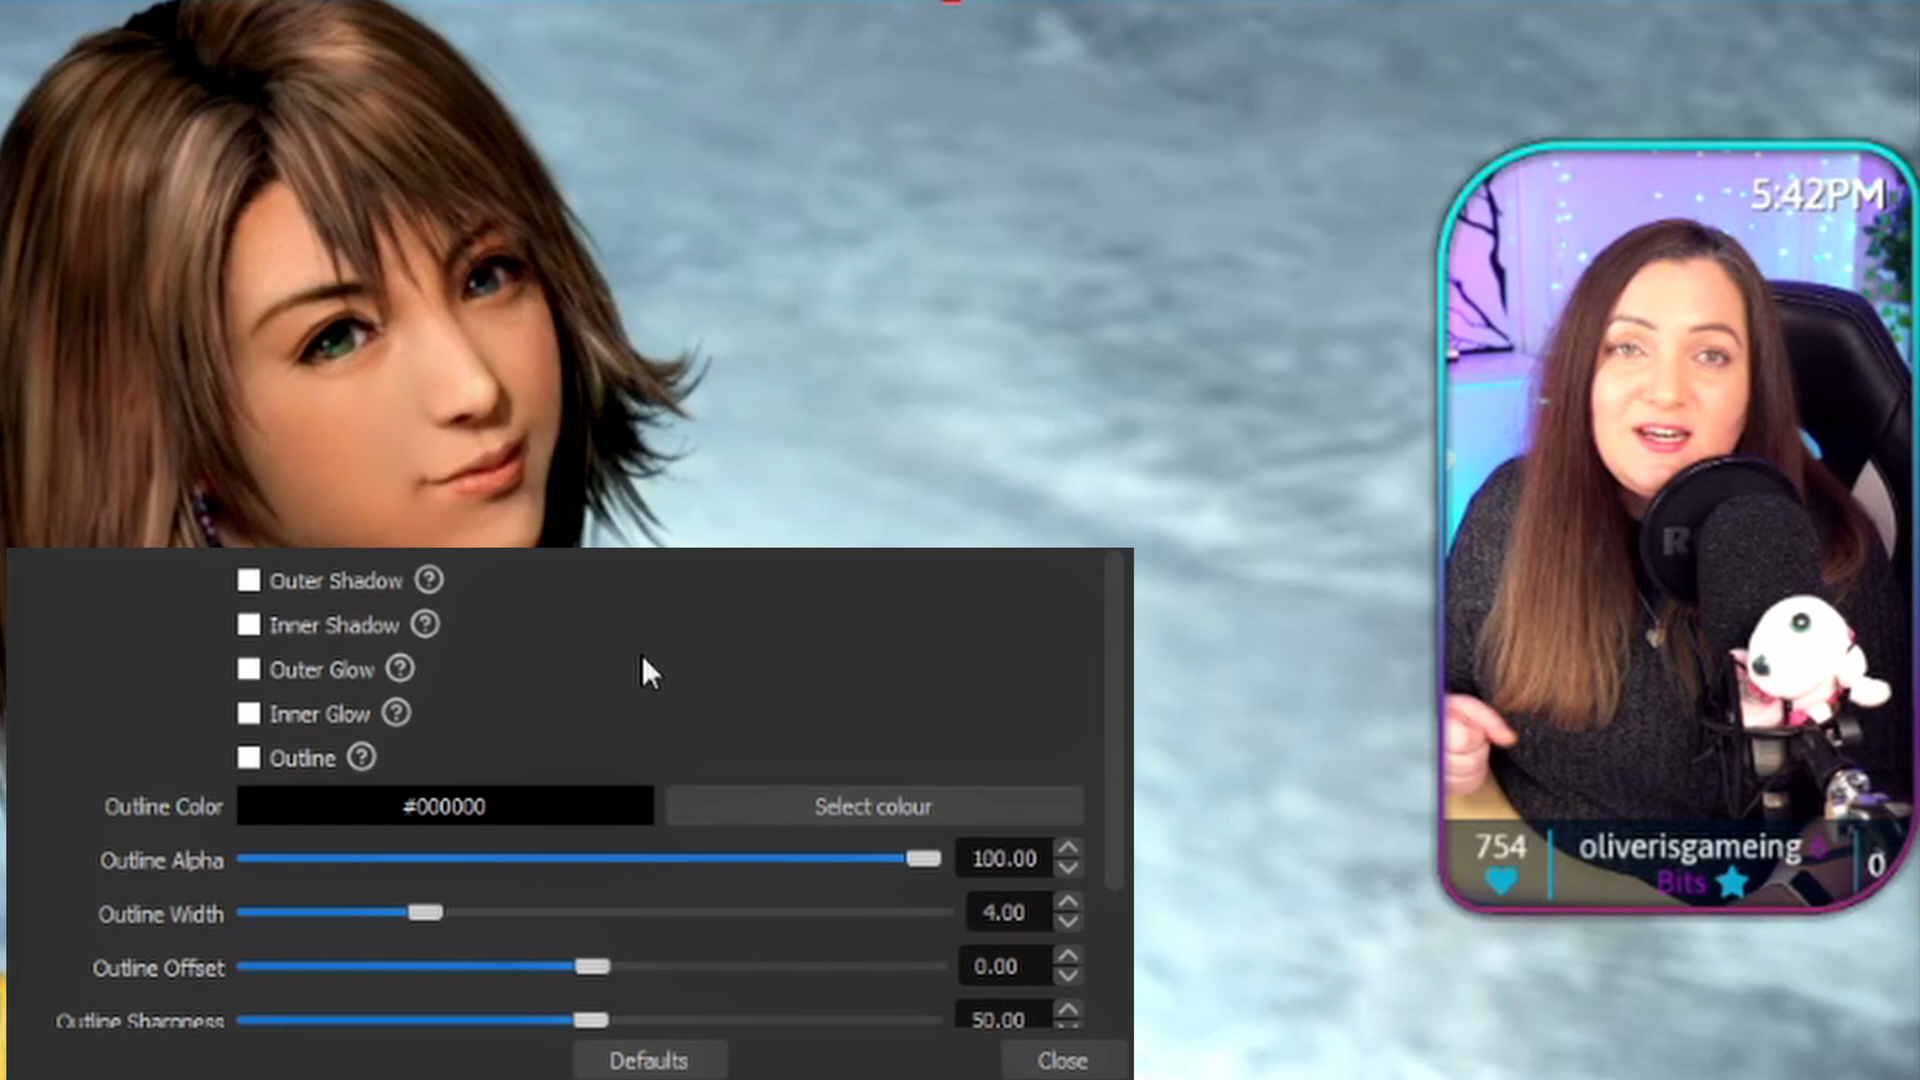 5:42PM
R
Outer Shadow ?
Inner Shadow ?
Outer Glow ?
Inner Glow ?
Outline ?
Outline Color #000000 Select colour
Outline Alpha 100.00
Outline Width 4.00
Outline Offset 0.00
Outline Sharpness 50.00
Defaults Close
754 oliverisgameing 0
Bits